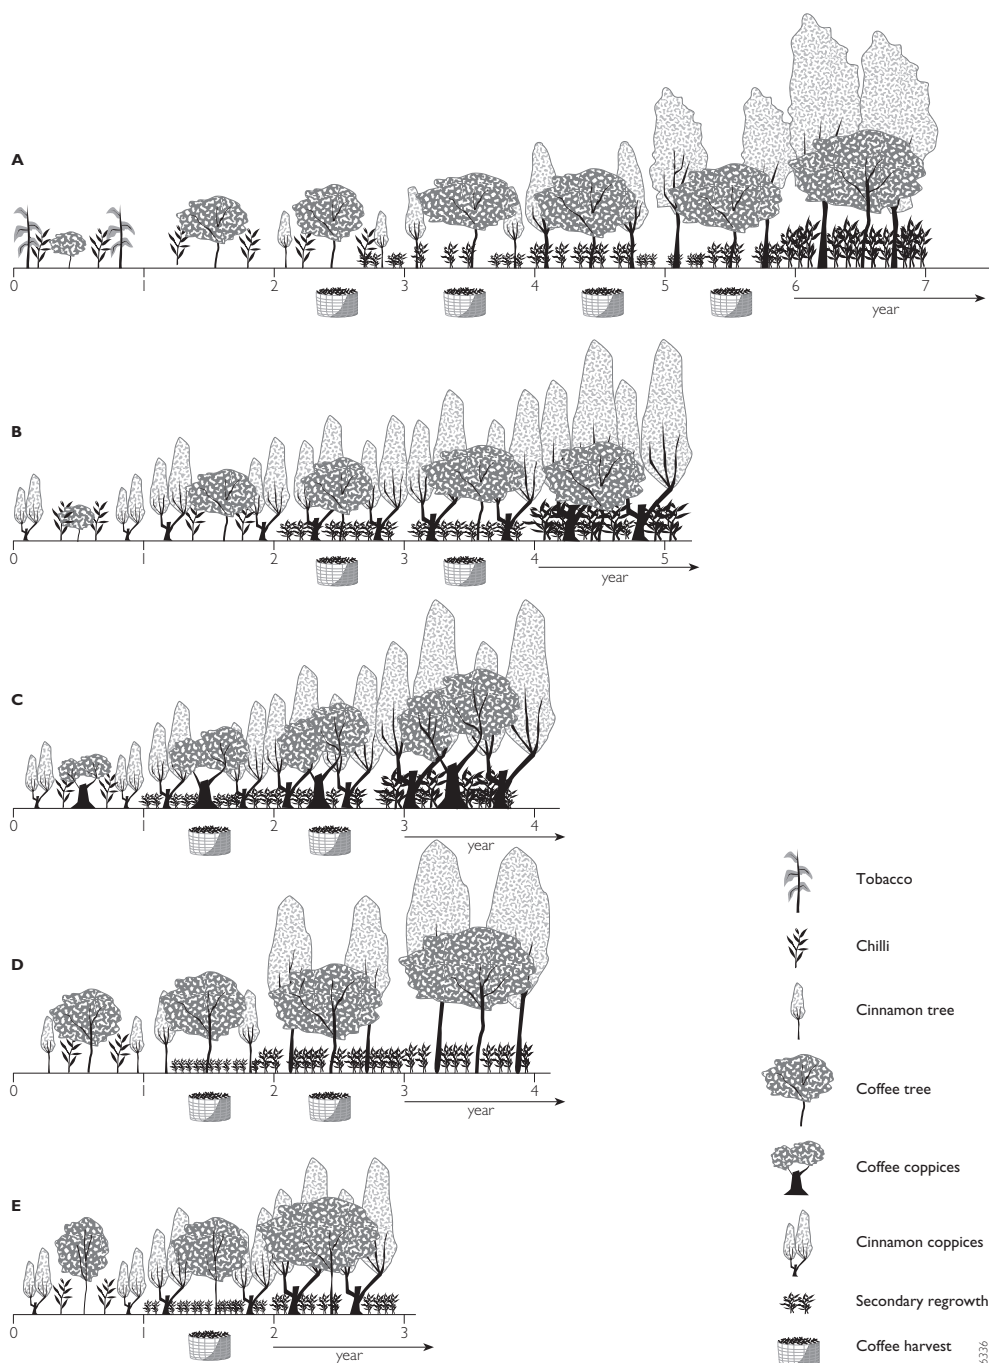 A
0 1 2 3 4 5 6 7
year
B
0 1 2 3 4 5
year
C
0 1 2 3 4
year
D
0 1 2 3 4
year
E
0 1 2 3
year
Tobacco
Chilli
Cinnamon tree
Coffee tree
Coffee coppices
Cinnamon coppices
Secondary regrowth
Coffee harvest
6336